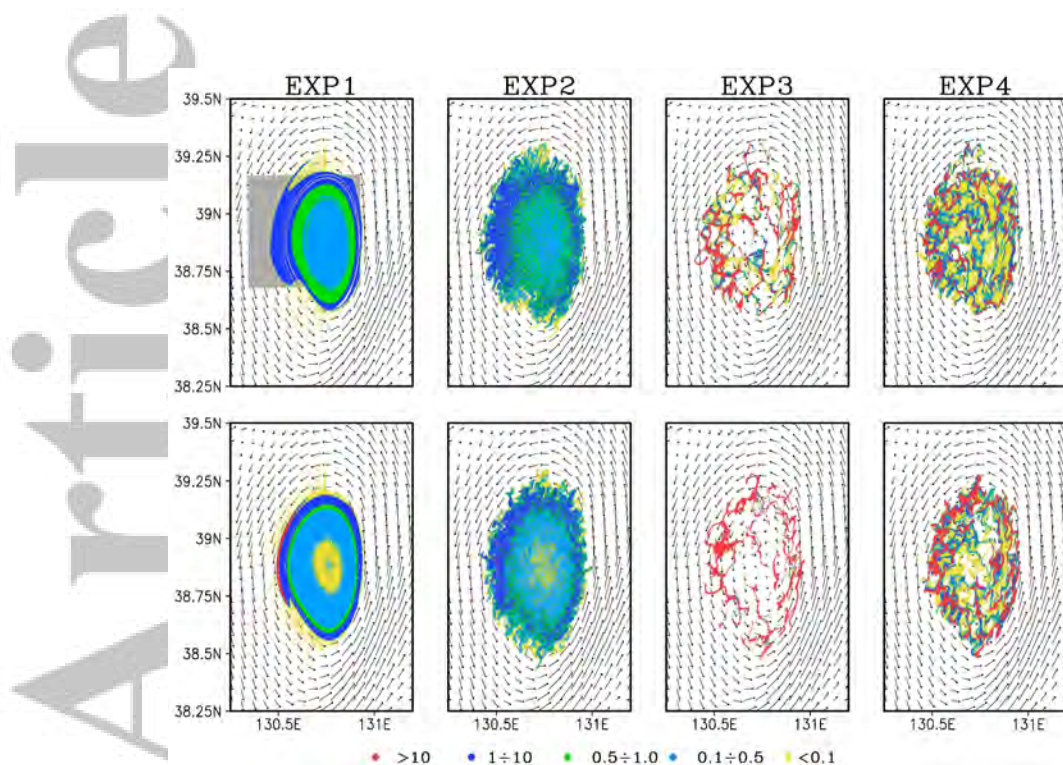 Article
EXP1 EXP2 EXP3 EXP4
39.5N
39.25N
39N
38.75N
38.5N
38.25N
39.5N
39.25N
39N
38.75N
38.5N
38.25N
130.5E 131E 130.5E 131E 130.5E 131E 130.5E 131E
>10 1÷10 0.5÷1.0 0.1÷0.5 <0.1